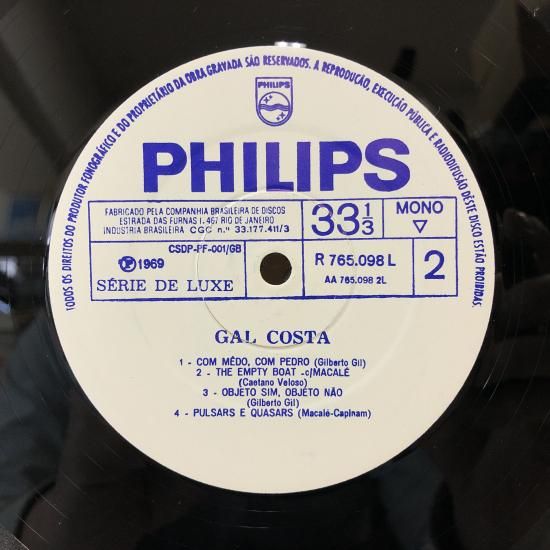 TODOS OS DIREITOS DO PRODUTOR FONOGRÁFICO E DO PROPRIETÁRIO DA OBRA GRAVADA SÃO RESERVADOS. A REPRODUÇÃO, EXECUÇÃO PÚBLICA E RADIODIFUSÃO DÊSTE DISCO ESTÃO PROIBIDAS.
PHILIPS
PHILIPS
FABRICADO PELA COMPANHIA BRASILEIRA DE DISCOS
ESTRADA DAS FURNAS 1.467 RIO DE JANEIRO
INDUSTRIA BRASILEIRA CGC n.º 33.177.411/3
33 1/3
MONO
CSDP-PF-001/GB
Ⓟ 1969
SÉRIE DE LUXE
R 765.098 L
AA 765.098 2L
2
GAL COSTA
1 - COM MÊDO, COM PEDRO (Gilberto Gil)
2 - THE EMPTY BOAT -c/MACALÉ
(Caetano Veloso)
3 - OBJETO SIM, OBJETO NÃO
(Gilberto Gil)
4 - PULSARS E QUASARS (Macalé-Capinam)